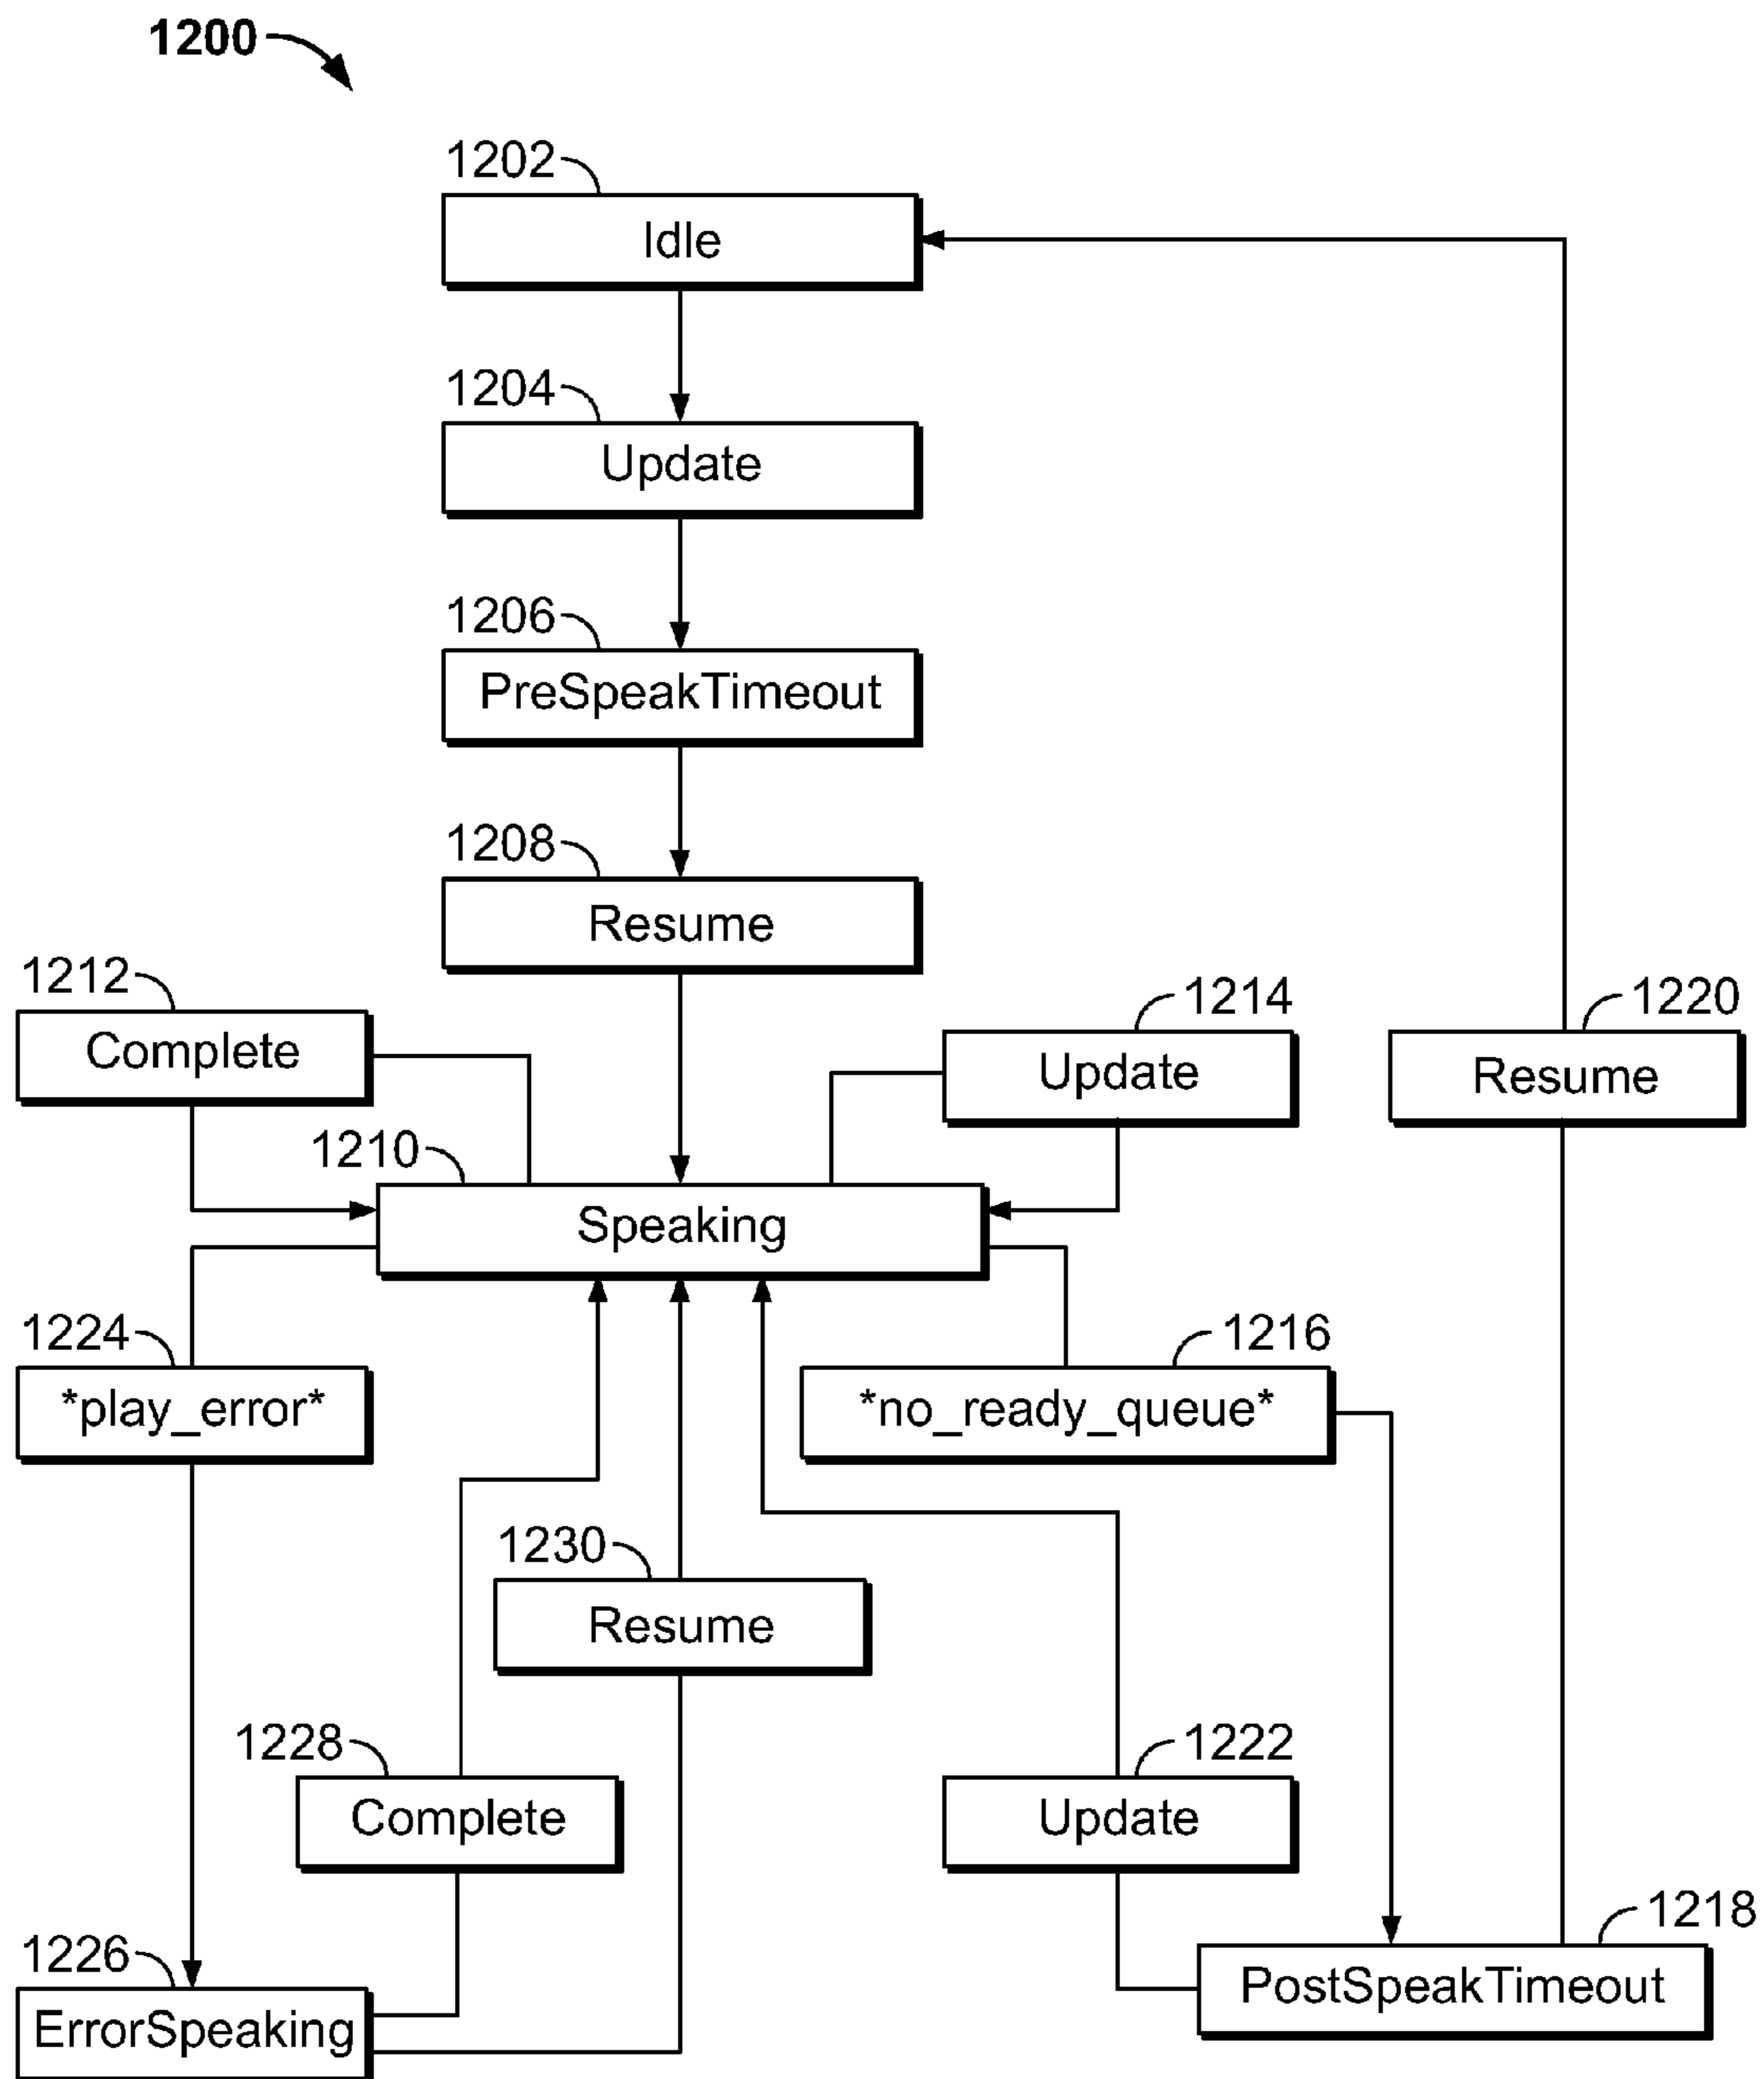 1200
1202
Idle
1204
Update
1206
PreSpeakTimeout
1208
Resume
1212
Complete
1214
Update
1220
Resume
1210
Speaking
1224
*play_error*
1216
*no_ready_queue*
1230
Resume
1228
Complete
1222
Update
1218
PostSpeakTimeout
1226
ErrorSpeaking